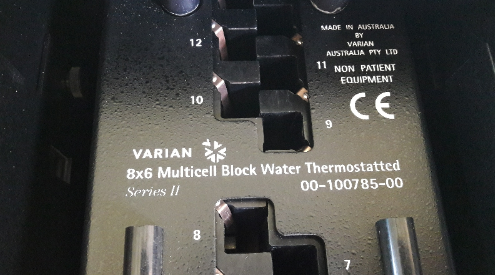 MADE IN AUSTRALIA
BY
VARIAN
AUSTRALIA PTY LTD
12
11
NON PATIENT
EQUIPMENT
10
CE
9
VARIAN
8x6 Multicell Block Water Thermostatted
Series II
00-100785-00
8
7